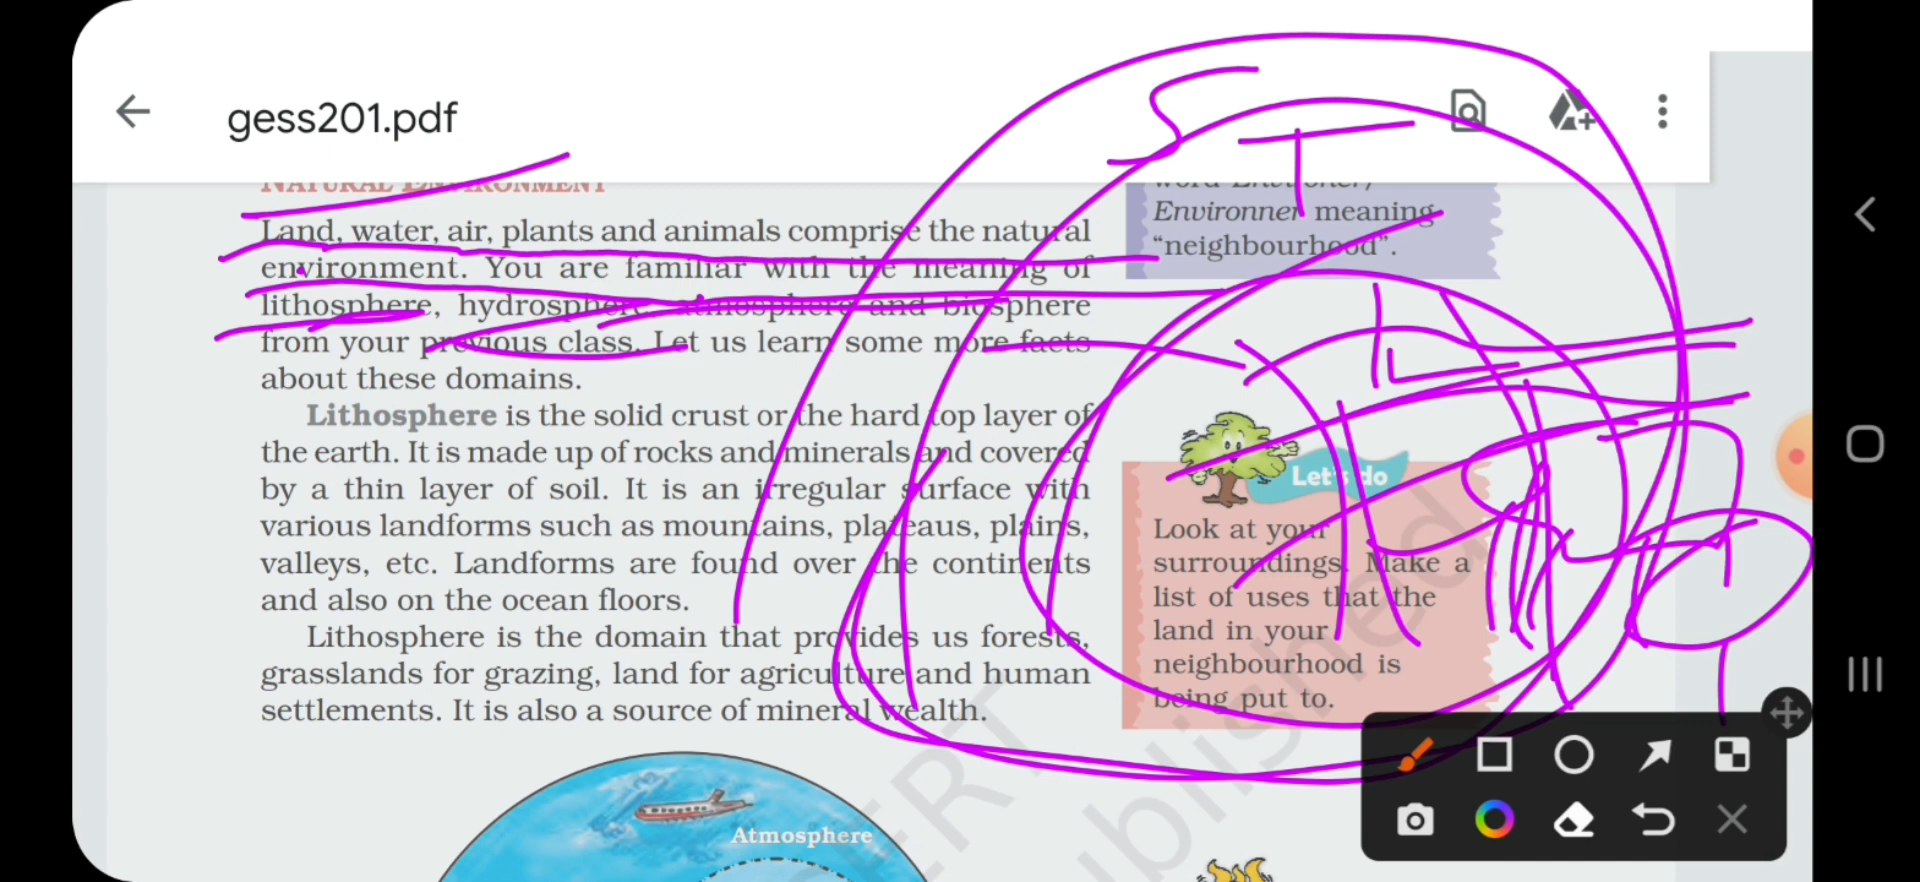 gess201.pdf
NATURAL ENVIRONMENT
Land, water, air, plants and animals comprise the natural
environment. You are familiar with the meaning of
lithosphere, hydrosphere, atmosphere and biosphere
from your previous class. Let us learn some more facts
about these domains.
Lithosphere is the solid crust or the hard top layer of
the earth. It is made up of rocks and minerals and covered
by a thin layer of soil. It is an irregular surface with
various landforms such as mountains, plateaus, plains,
valleys, etc. Landforms are found over the continents
and also on the ocean floors.
Lithosphere is the domain that provides us forests,
grasslands for grazing, land for agriculture and human
settlements. It is also a source of mineral wealth.
Atmosphere
word Environer/
Environner meaning
“neighbourhood”.
Let's do
Look at your
surroundings. Make a
list of uses that the
land in your
neighbourhood is
being put to.